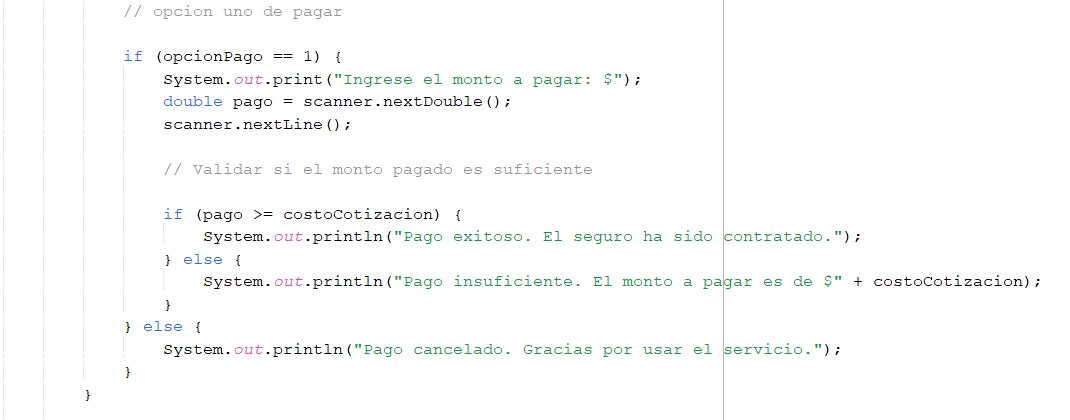 // opcion uno de pagar
if (opcionPago == 1) {
System.out.print("Ingrese el monto a pagar: $");
double pago = scanner.nextDouble();
scanner.nextLine();
// Validar si el monto pagado es suficiente
if (pago >= costoCotizacion) {
System.out.println("Pago exitoso. El seguro ha sido contratado.");
} else {
System.out.println("Pago insuficiente. El monto a pagar es de $" + costoCotizacion);
}
} else {
System.out.println("Pago cancelado. Gracias por usar el servicio.");
}
}